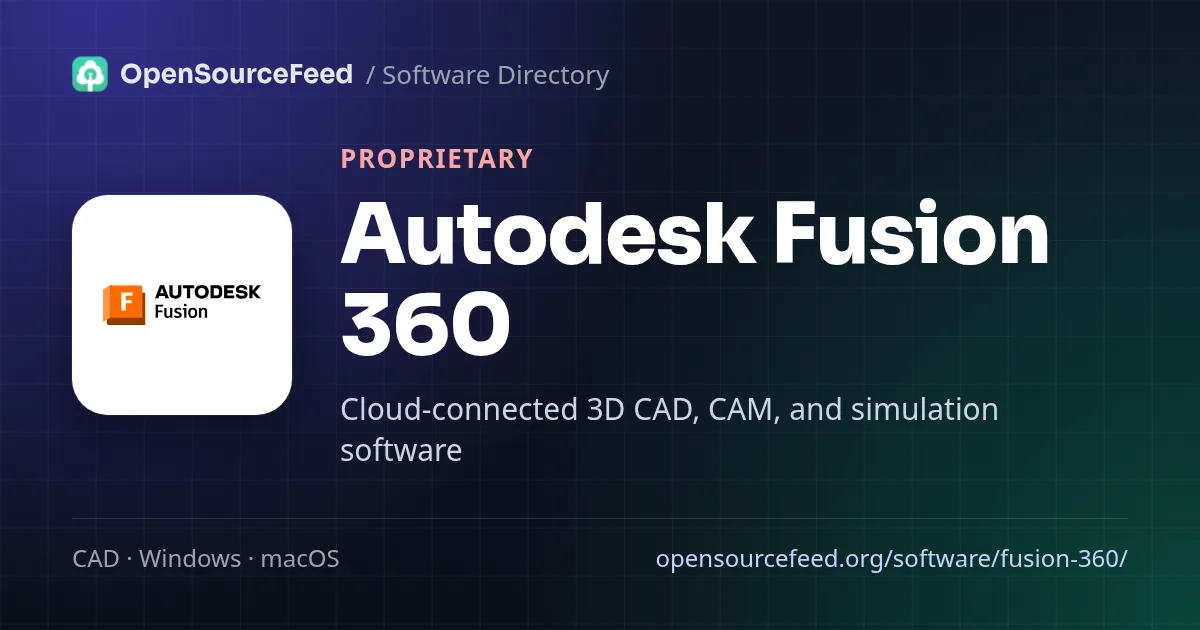 OpenSourceFeed / Software Directory
PROPRIETARY
Autodesk Fusion
360
F AUTODESK
Fusion
Cloud-connected 3D CAD, CAM, and simulation
software
CAD · Windows · macOS
opensourcefeed.org/software/fusion-360/